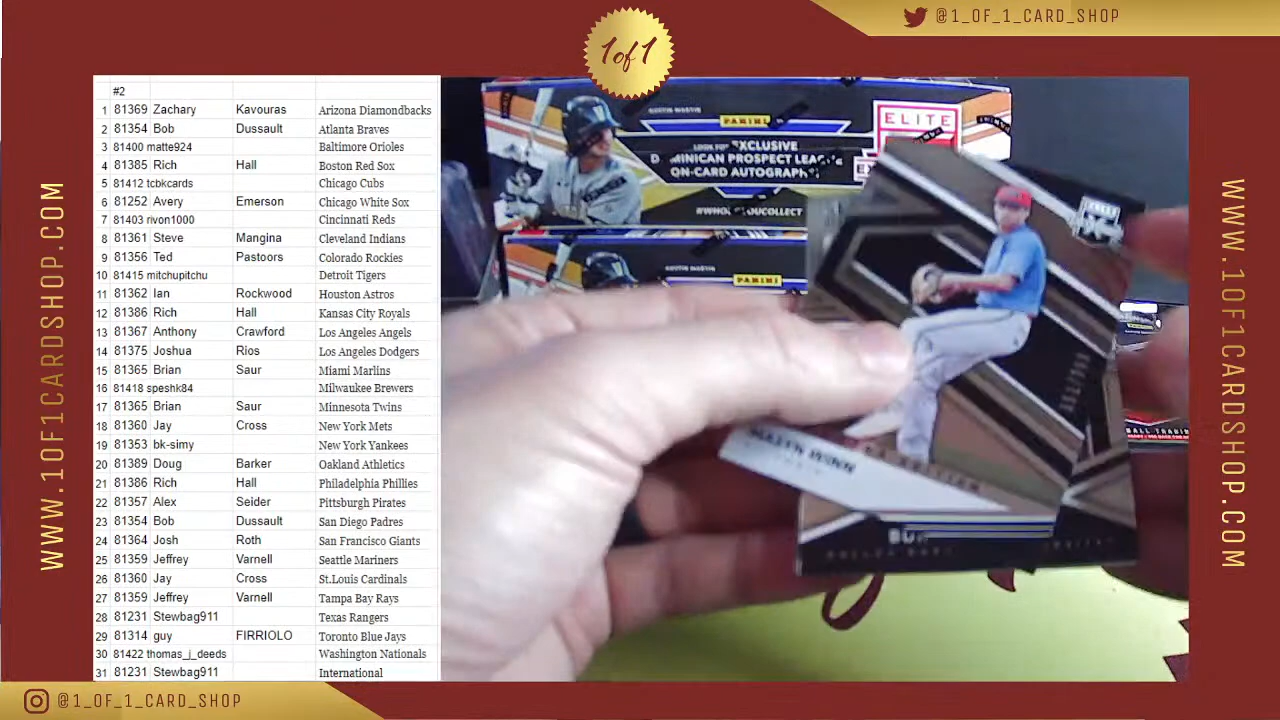 @1_OF_1_CARD_SHOP
1of1
#2
1 81369 Zachary Kavouras Arizona Diamondbacks
2 81354 Bob Dussault Atlanta Braves
3 81400 matte924 Baltimore Orioles
4 81385 Rich Hall Boston Red Sox
5 81412 tcbkcards Chicago Cubs
6 81252 Avery Emerson Chicago White Sox
7 81403 rivon1000 Cincinnati Reds
8 81361 Steve Mangina Cleveland Indians
9 81356 Ted Pastoors Colorado Rockies
10 81415 mitchupitchu Detroit Tigers
11 81362 Ian Rockwood Houston Astros
12 81386 Rich Hall Kansas City Royals
13 81367 Anthony Crawford Los Angeles Angels
14 81375 Joshua Rios Los Angeles Dodgers
15 81365 Brian Saur Miami Marlins
16 81418 speshk84 Milwaukee Brewers
17 81365 Brian Saur Minnesota Twins
18 81360 Jay Cross New York Mets
19 81353 bk-simy New York Yankees
20 81389 Doug Barker Oakland Athletics
21 81386 Rich Hall Philadelphia Phillies
22 81357 Alex Seider Pittsburgh Pirates
23 81354 Bob Dussault San Diego Padres
24 81364 Josh Roth San Francisco Giants
25 81359 Jeffrey Varnell Seattle Mariners
26 81360 Jay Cross St.Louis Cardinals
27 81359 Jeffrey Varnell Tampa Bay Rays
28 81231 Stewbag911 Texas Rangers
29 81314 guy FIRRIOLO Toronto Blue Jays
30 81422 thomas_j_deeds Washington Nationals
31 81231 Stewbag911 International
WWW.1OF1CARDSHOP.COM
AUSTIN MARTIN
PANINI
ELITE
EXCLUSIVE
PROSPECT LEAGUE
ON-CARD AUTOGRAPHS
AUSTIN MARTIN
PANINI
ELITE
WINN
WWW.1OF1CARDSHOP.COM
@1_OF_1_CARD_SHOP